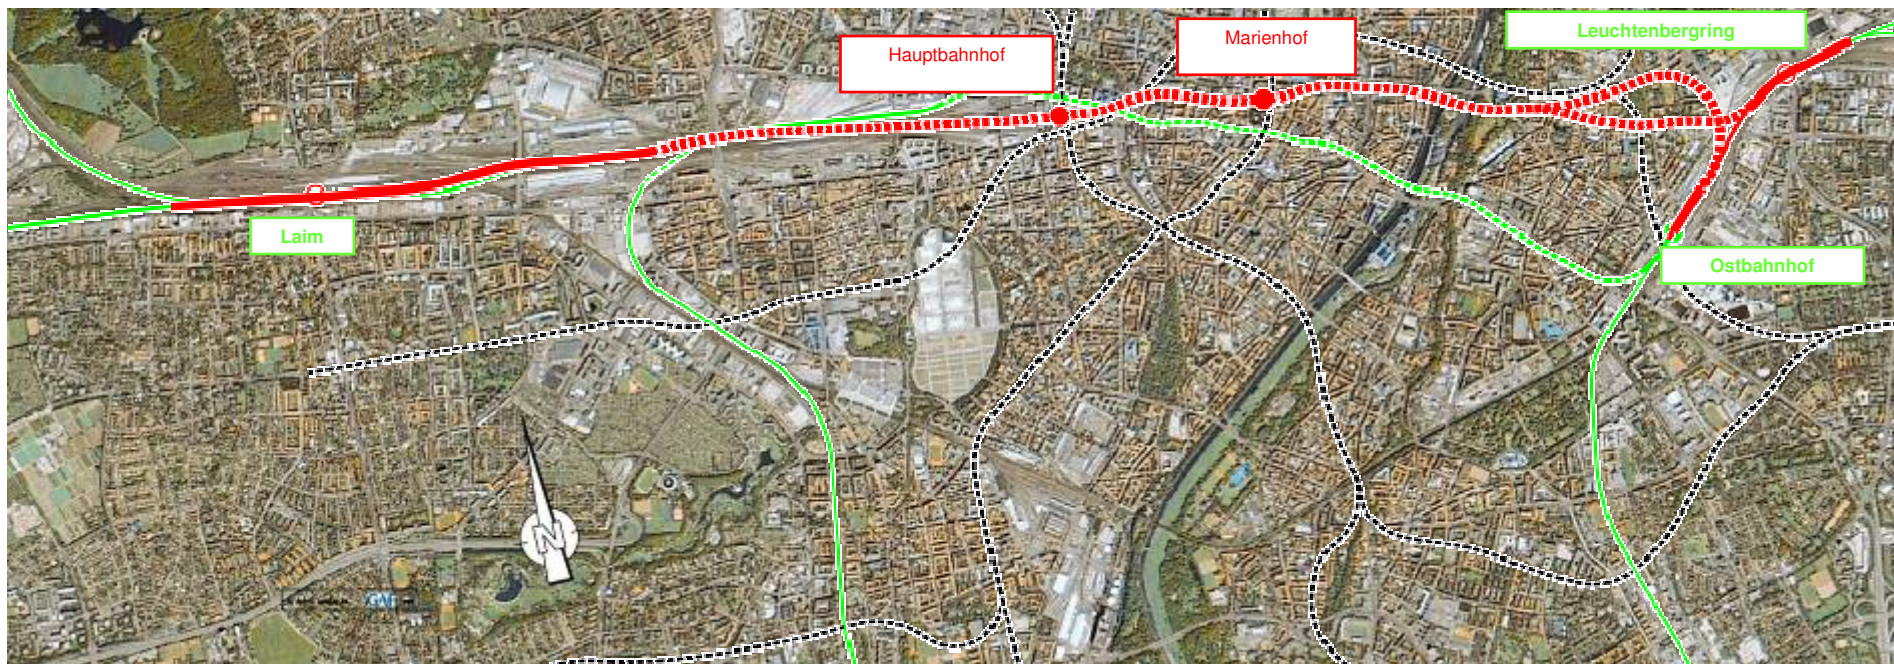 Leuchtenbergring
Marienhof
Hauptbahnhof
Laim
Ostbahnhof
N